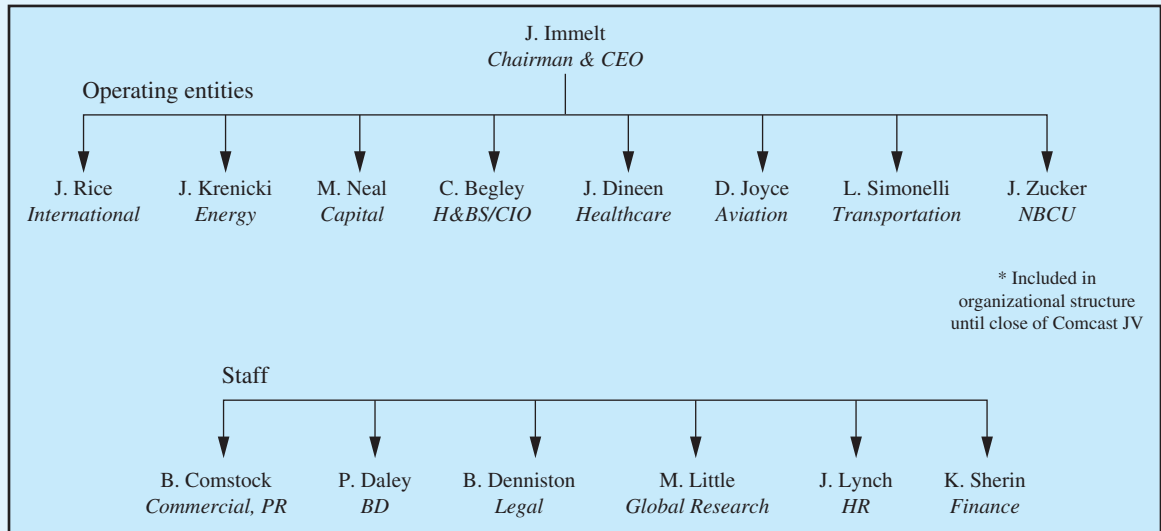 J. Immelt
Chairman & CEO
Operating entities
J. Rice
International
J. Krenicki
Energy
M. Neal
Capital
C. Begley
H&BS/CIO
J. Dineen
Healthcare
D. Joyce
Aviation
L. Simonelli
Transportation
J. Zucker
NBCU
* Included in
organizational structure
until close of Comcast JV
Staff
B. Comstock
Commercial, PR
P. Daley
BD
B. Denniston
Legal
M. Little
Global Research
J. Lynch
HR
K. Sherin
Finance